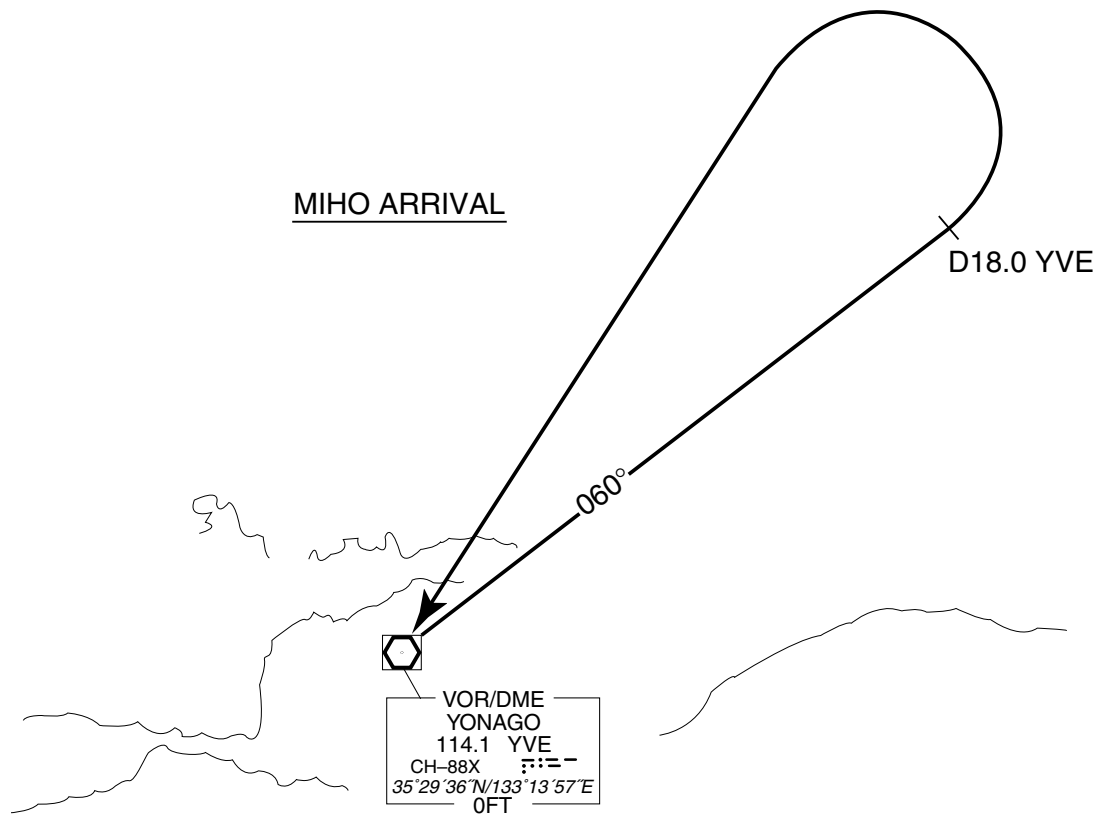 MIHO ARRIVAL
D18.0 YVE
060°
VOR/DME
YONAGO
114.1 YVE
CH–88X
35°29´36˝N/133°13´57˝E
0FT